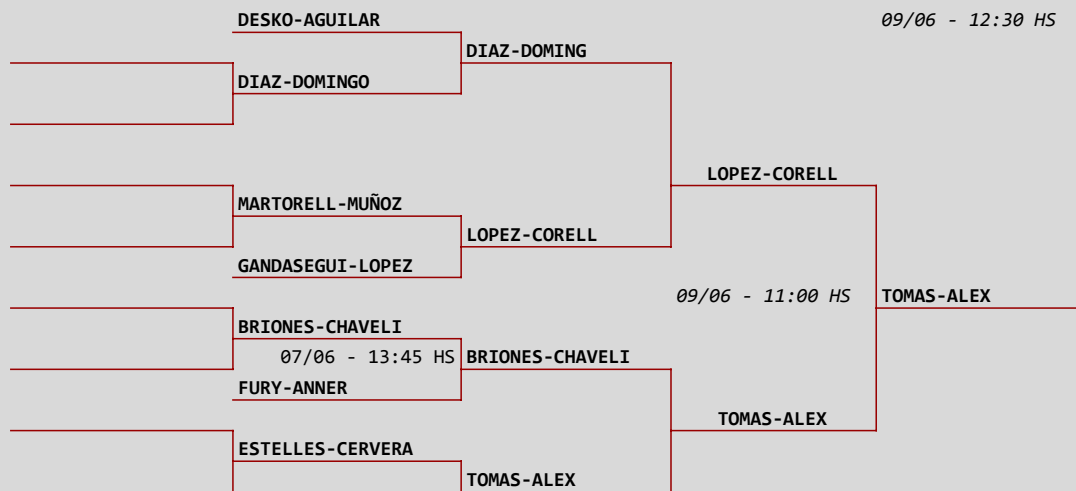 DESKO-AGUILAR
09/06 - 12:30 HS
DIAZ-DOMING
DIAZ-DOMINGO
LOPEZ-CORELL
MARTORELL-MUÑOZ
LOPEZ-CORELL
GANDASEGUI-LOPEZ
09/06 - 11:00 HS
TOMAS-ALEX
BRIONES-CHAVELI
07/06 - 13:45 HS
BRIONES-CHAVELI
FURY-ANNER
TOMAS-ALEX
ESTELLES-CERVERA
TOMAS-ALEX